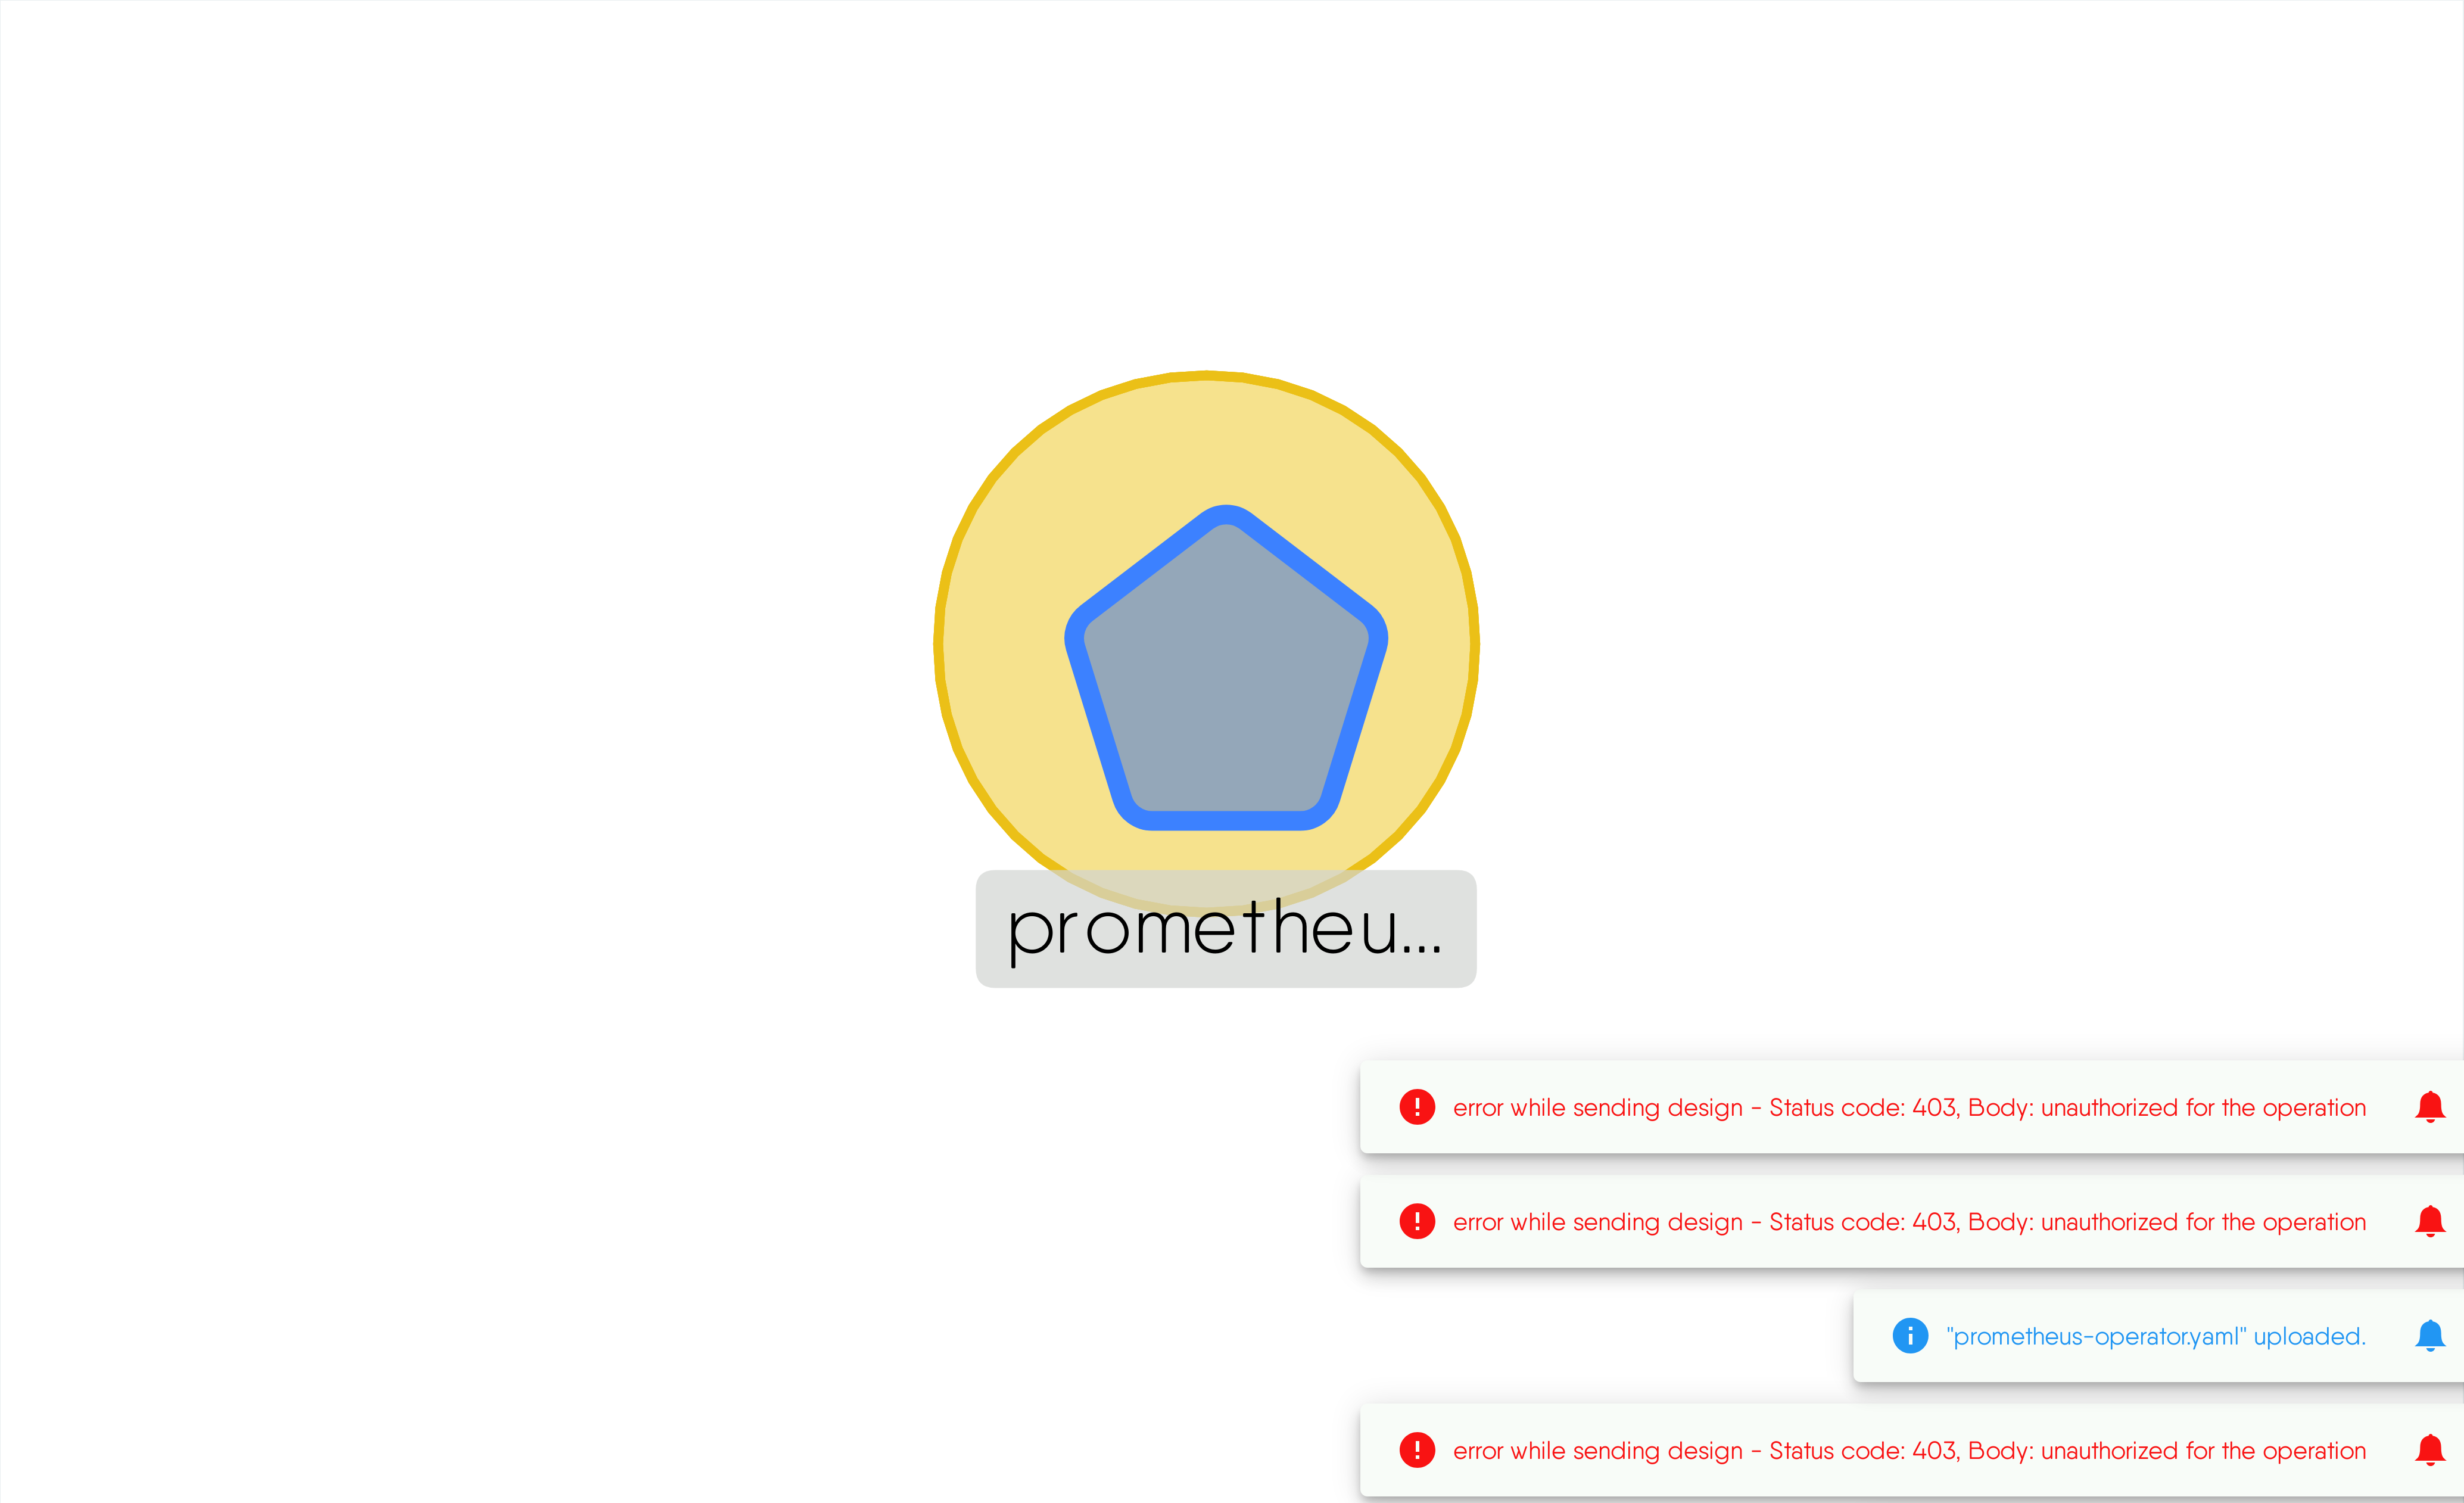 prometheu...
error while sending design - Status code: 403, Body: unauthorized for the operation
error while sending design - Status code: 403, Body: unauthorized for the operation
"prometheus-operator.yaml" uploaded.
error while sending design - Status code: 403, Body: unauthorized for the operation